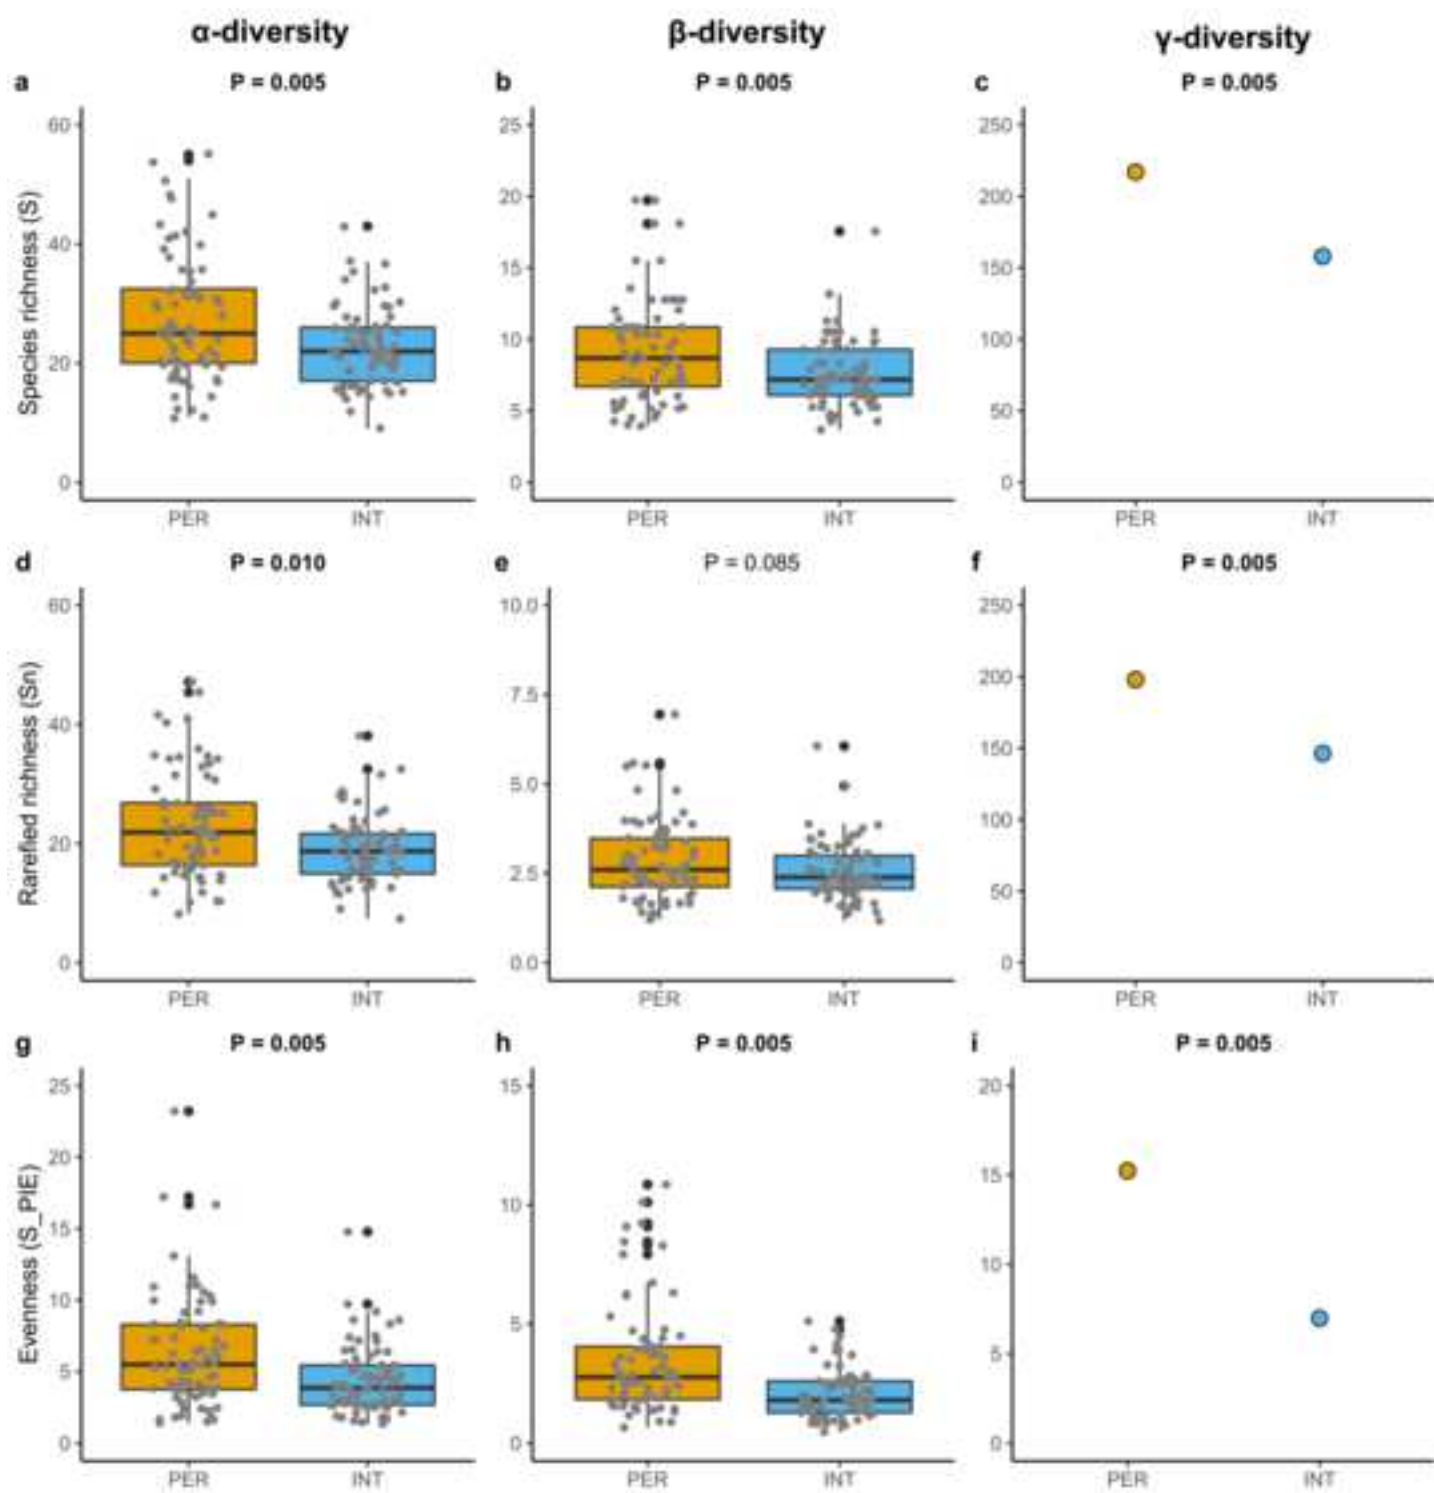 α-diversity β-diversity γ-diversity
a P = 0.005 b P = 0.005 c P = 0.005
Species richness (S)
60
40
20
0
PER INT
25
20
15
10
5
0
PER INT
250
200
150
100
50
0
PER INT
d P = 0.010 e P = 0.085 f P = 0.005
Rarefied richness (Sn)
60
40
20
0
PER INT
10.0
7.5
5.0
2.5
0.0
PER INT
250
200
150
100
50
0
PER INT
g P = 0.005 h P = 0.005 i P = 0.005
Evenness (S_PIE)
25
20
15
10
5
0
PER INT
15
10
5
0
PER INT
20
15
10
5
0
PER INT